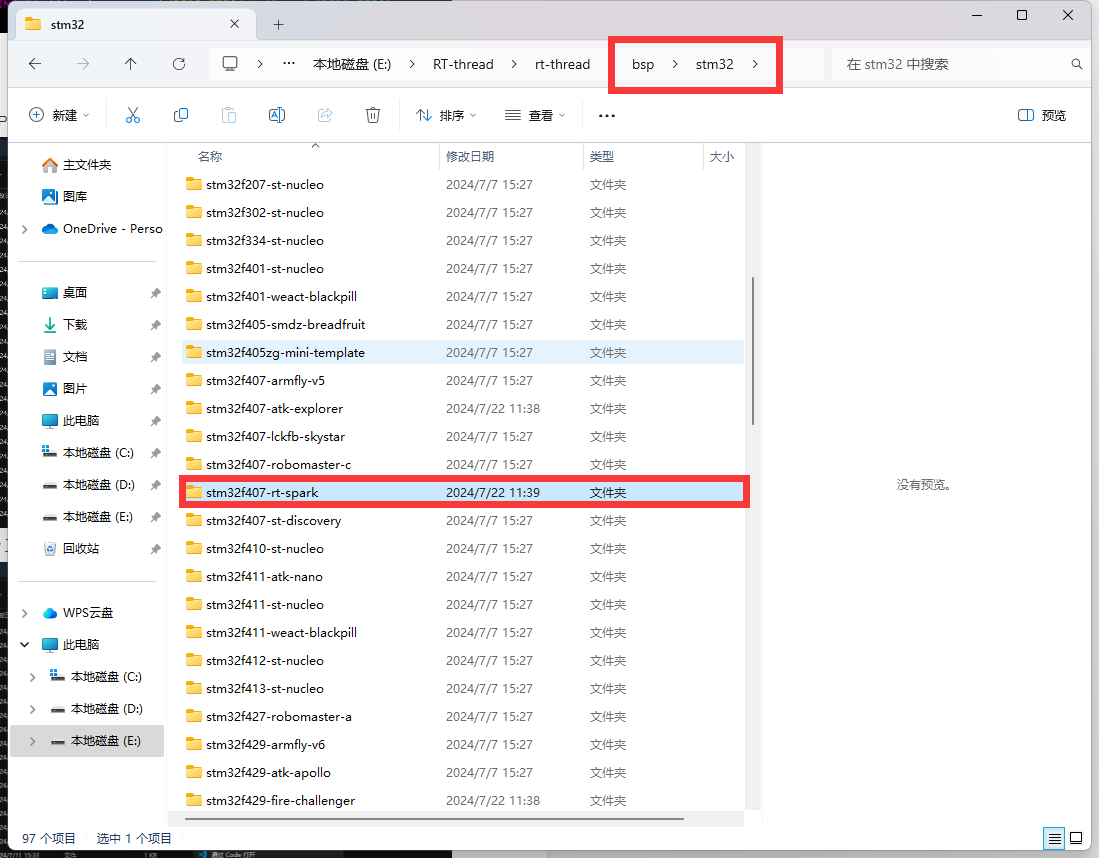 stm32
本地磁盘 (E:) RT-thread rt-thread bsp stm32 在 stm32 中搜索
新建 排序 查看 预览
名称 修改日期 类型 大小
主文件夹
图库
OneDrive - Perso
桌面
下载
文档
图片
此电脑
本地磁盘 (C:)
本地磁盘 (D:)
本地磁盘 (E:)
回收站
WPS云盘
此电脑
本地磁盘 (C:)
本地磁盘 (D:)
本地磁盘 (E:)
stm32f207-st-nucleo 2024/7/7 15:27 文件夹
stm32f302-st-nucleo 2024/7/7 15:27 文件夹
stm32f334-st-nucleo 2024/7/7 15:27 文件夹
stm32f401-st-nucleo 2024/7/7 15:27 文件夹
stm32f401-weact-blackpill 2024/7/7 15:27 文件夹
stm32f405-smdz-breadfruit 2024/7/7 15:27 文件夹
stm32f405zg-mini-template 2024/7/7 15:27 文件夹
stm32f407-armfly-v5 2024/7/7 15:27 文件夹
stm32f407-atk-explorer 2024/7/22 11:38 文件夹
stm32f407-lckfb-skystar 2024/7/7 15:27 文件夹
stm32f407-robomaster-c 2024/7/7 15:27 文件夹
stm32f407-rt-spark 2024/7/22 11:39 文件夹
stm32f407-st-discovery 2024/7/7 15:27 文件夹
stm32f410-st-nucleo 2024/7/7 15:27 文件夹
stm32f411-atk-nano 2024/7/7 15:27 文件夹
stm32f411-st-nucleo 2024/7/7 15:27 文件夹
stm32f411-weact-blackpill 2024/7/7 15:27 文件夹
stm32f412-st-nucleo 2024/7/7 15:27 文件夹
stm32f413-st-nucleo 2024/7/7 15:27 文件夹
stm32f427-robomaster-a 2024/7/7 15:27 文件夹
stm32f429-armfly-v6 2024/7/7 15:27 文件夹
stm32f429-atk-apollo 2024/7/7 15:27 文件夹
stm32f429-fire-challenger 2024/7/22 11:38 文件夹
没有预览。
97 个项目 选中 1 个项目